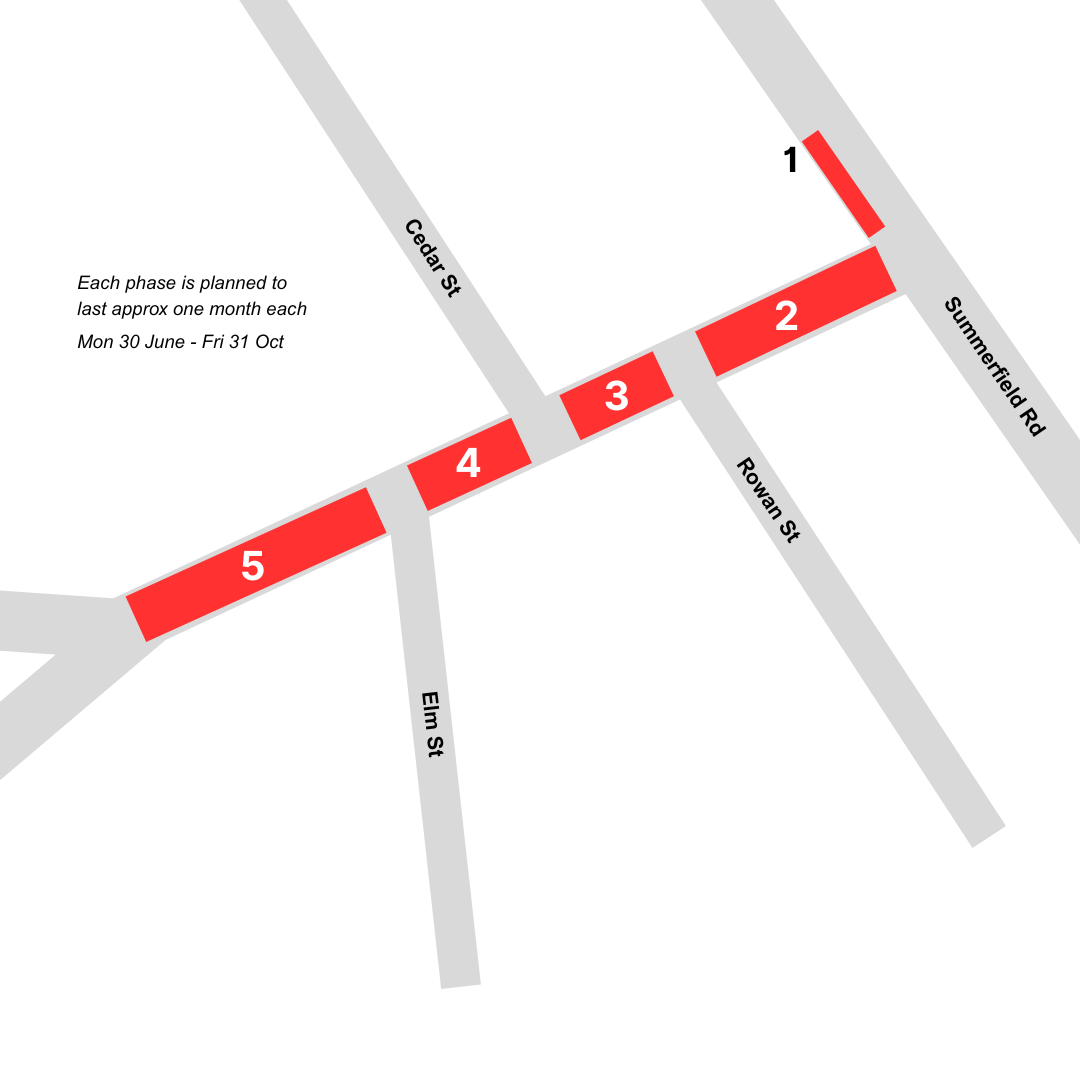 1
2
Cedar St
Each phase is planned to
last approx one month each
Mon 30 June - Fri 31 Oct
Summerfield Rd
3
4
Rowan St
5
Elm St